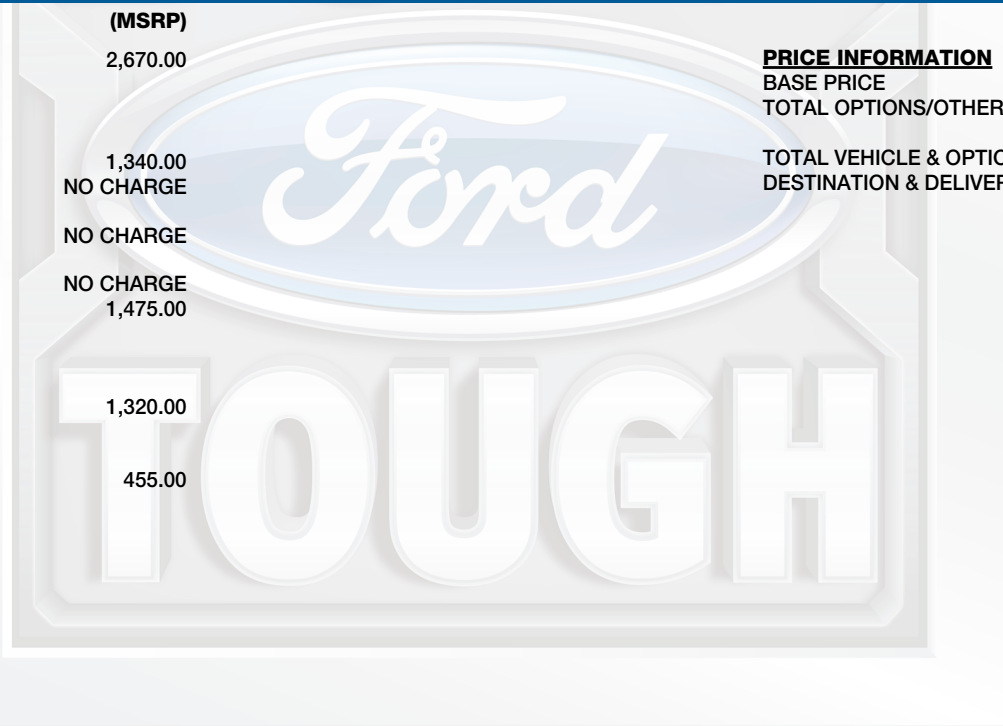 (MSRP)
2,670.00
1,340.00
NO CHARGE
NO CHARGE
NO CHARGE
1,475.00
1,320.00
455.00
PRICE INFORMATION
BASE PRICE
TOTAL OPTIONS/OTHER
TOTAL VEHICLE & OPTIO
DESTINATION & DELIVER
Ford
TOUGH